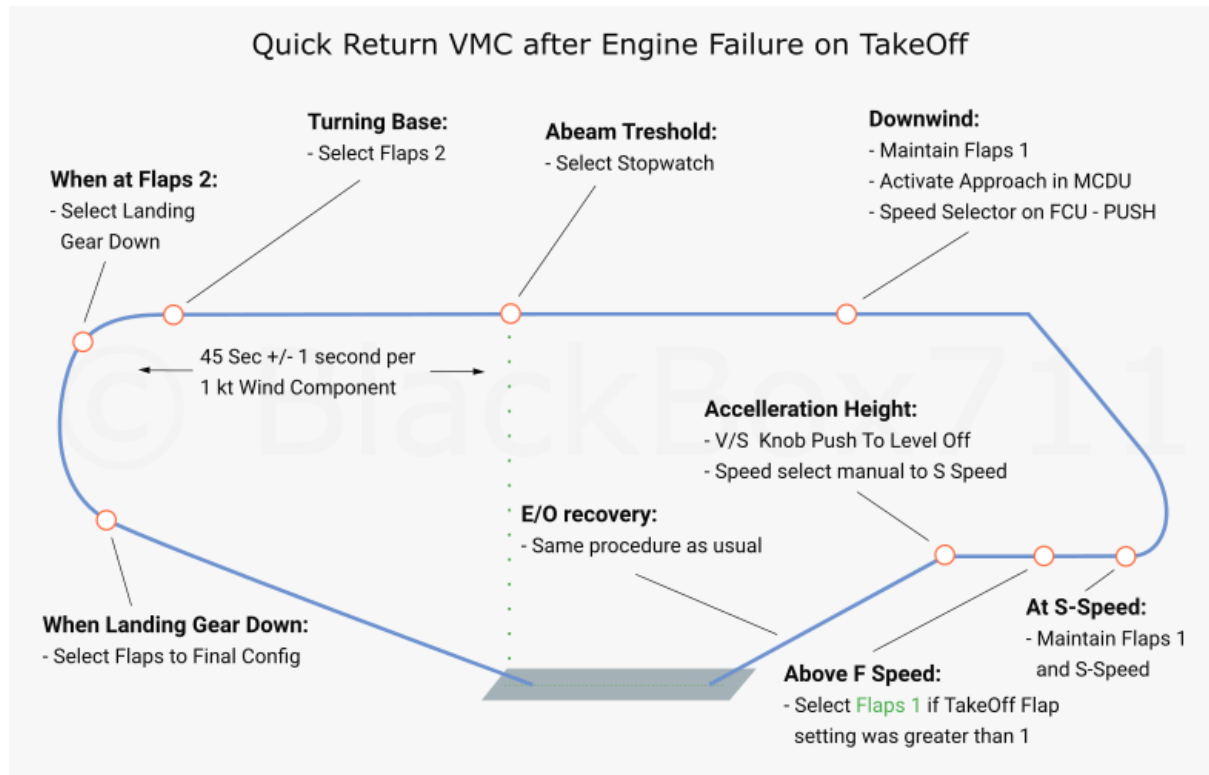 Quick Return VMC after Engine Failure on TakeOff
When at Flaps 2:
- Select Landing
Gear Down
Turning Base:
- Select Flaps 2
Abeam Treshold:
- Select Stopwatch
Downwind:
- Maintain Flaps 1
- Activate Approach in MCDU
- Speed Selector on FCU - PUSH
45 Sec +/- 1 second per
1 kt Wind Component
© BlackBox711
Accelleration Height:
- V/S Knob Push To Level Off
- Speed select manual to S Speed
E/O recovery:
- Same procedure as usual
When Landing Gear Down:
- Select Flaps to Final Config
Above F Speed:
- Select Flaps 1 if TakeOff Flap
setting was greater than 1
At S-Speed:
- Maintain Flaps 1
and S-Speed